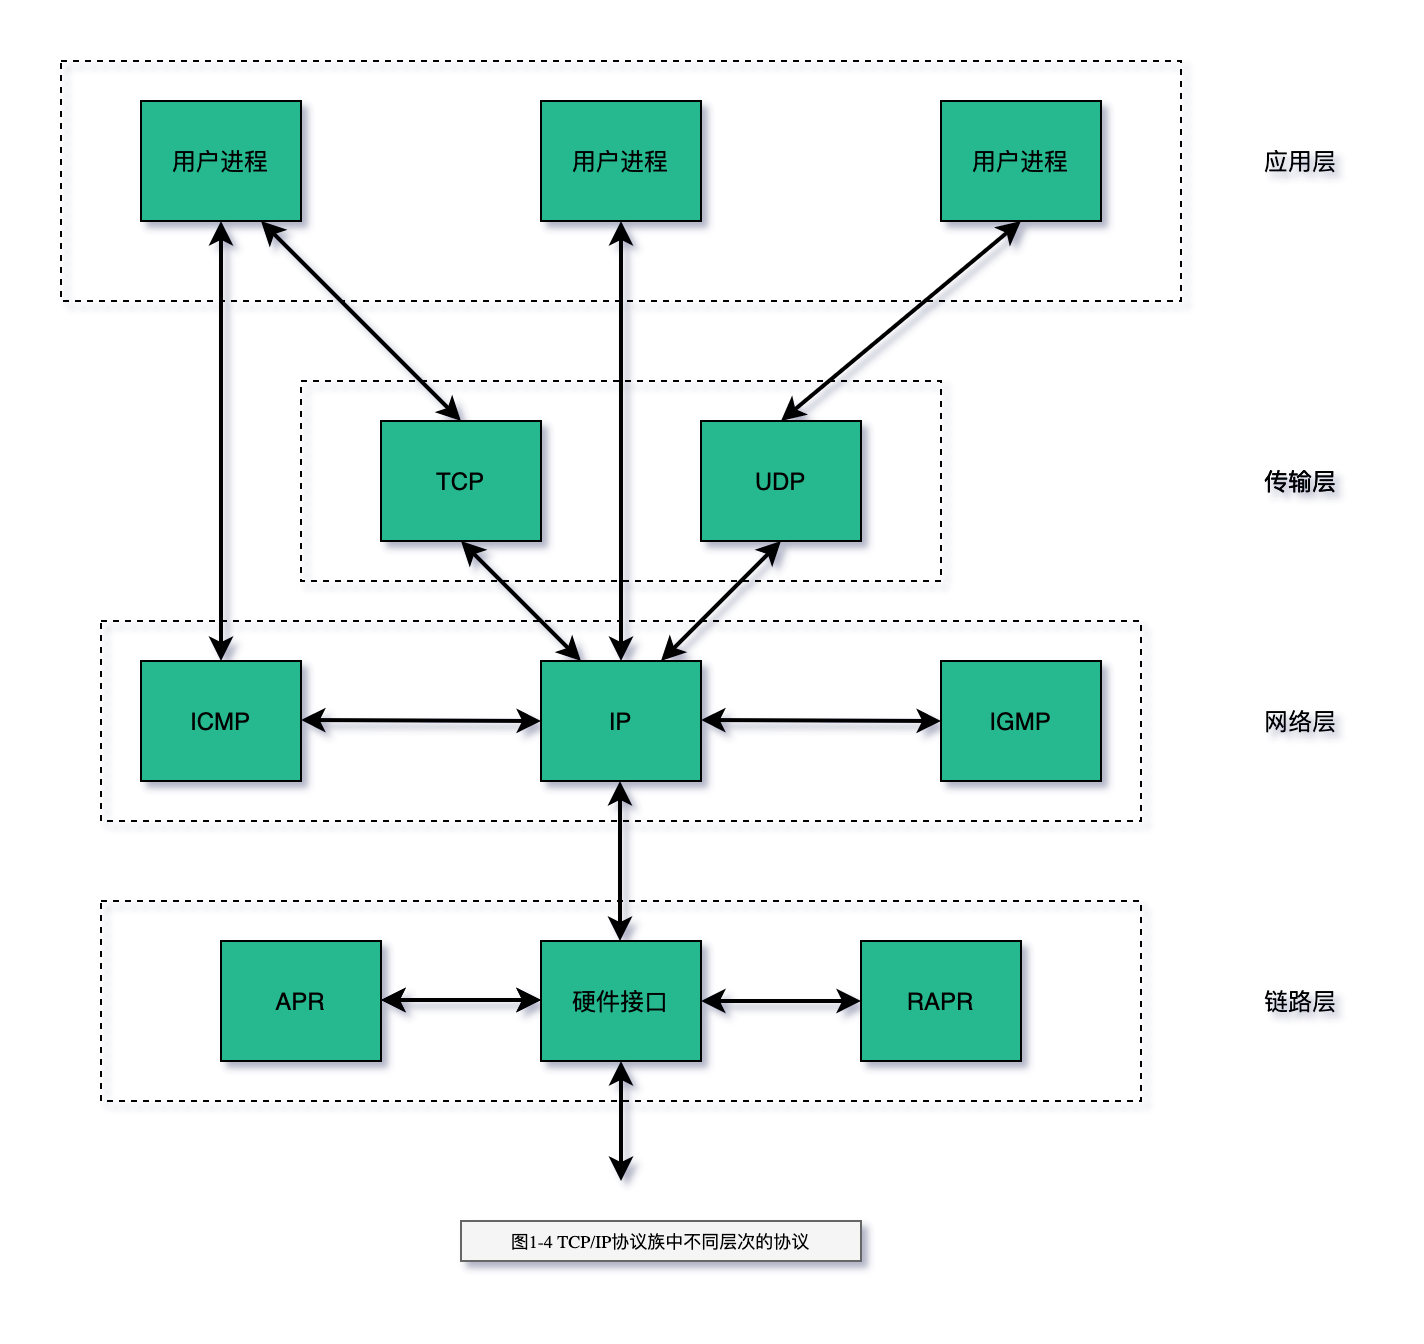 用户进程
用户进程
用户进程
应用层
TCP
UDP
传输层
ICMP
IP
IGMP
网络层
APR
硬件接口
RAPR
链路层
图1-4 TCP/IP协议族中不同层次的协议